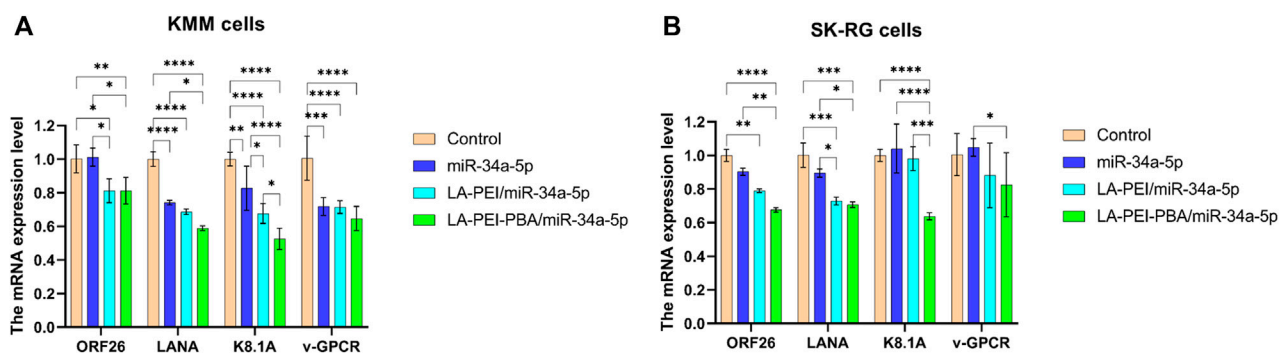 A
KMM cells
The mRNA expression level
1.2
1.0
0.8
0.6
0.4
0.2
0.0
** * * *
**** * **** ****
**** **** **** ** * *
**** **** ***
ORF26 LANA K8.1A v-GPCR
Control
miR-34a-5p
LA-PEI/miR-34a-5p
LA-PEI-PBA/miR-34a-5p
B
SK-RG cells
The mRNA expression level
1.2
1.0
0.8
0.6
0.4
0.2
0.0
**** ** **
*** * *** *
**** **** ***
*
ORF26 LANA K8.1A v-GPCR
Control
miR-34a-5p
LA-PEI/miR-34a-5p
LA-PEI-PBA/miR-34a-5p